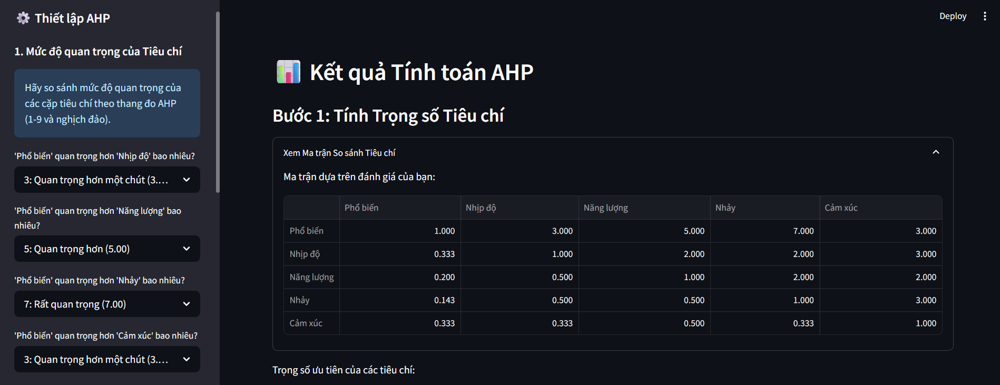 Thiết lập AHP
1. Mức độ quan trọng của Tiêu chí
Hãy so sánh mức độ quan trọng của
các cặp tiêu chí theo thang đo AHP
(1-9 và nghịch đảo).
'Phổ biến' quan trọng hơn 'Nhịp độ' bao nhiêu?
3: Quan trọng hơn một chút (3....
'Phổ biến' quan trọng hơn 'Năng lượng' bao
nhiêu?
5: Quan trọng hơn (5.00)
'Phổ biến' quan trọng hơn 'Nhảy' bao nhiêu?
7: Rất quan trọng (7.00)
'Phổ biến' quan trọng hơn 'Cảm xúc' bao nhiêu?
3: Quan trọng hơn một chút (3....
Deploy
Kết quả Tính toán AHP
Bước 1: Tính Trọng số Tiêu chí
Xem Ma trận So sánh Tiêu chí
Ma trận dựa trên đánh giá của bạn:
Phổ biến Nhịp độ Năng lượng Nhảy Cảm xúc
Phổ biến 1.000 3.000 5.000 7.000 3.000
Nhịp độ 0.333 1.000 2.000 2.000 3.000
Năng lượng 0.200 0.500 1.000 2.000 2.000
Nhảy 0.143 0.500 0.500 1.000 3.000
Cảm xúc 0.333 0.333 0.500 0.333 1.000
Trọng số ưu tiên của các tiêu chí: